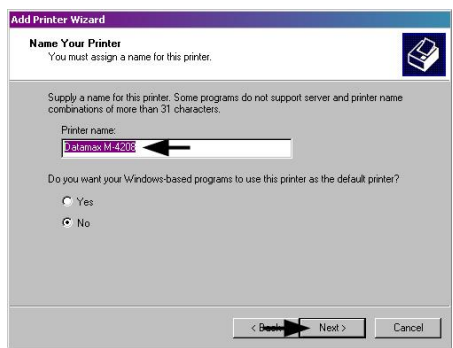 Add Printer Wizard
Name Your Printer
You must assign a name for this printer.
Supply a name for this printer. Some programs do not support server and printer name
combinations of more than 31 characters.
Printer name:
Datamax M-4208
Do you want your Windows-based programs to use this printer as the default printer?
Yes
No
< Back Next > Cancel